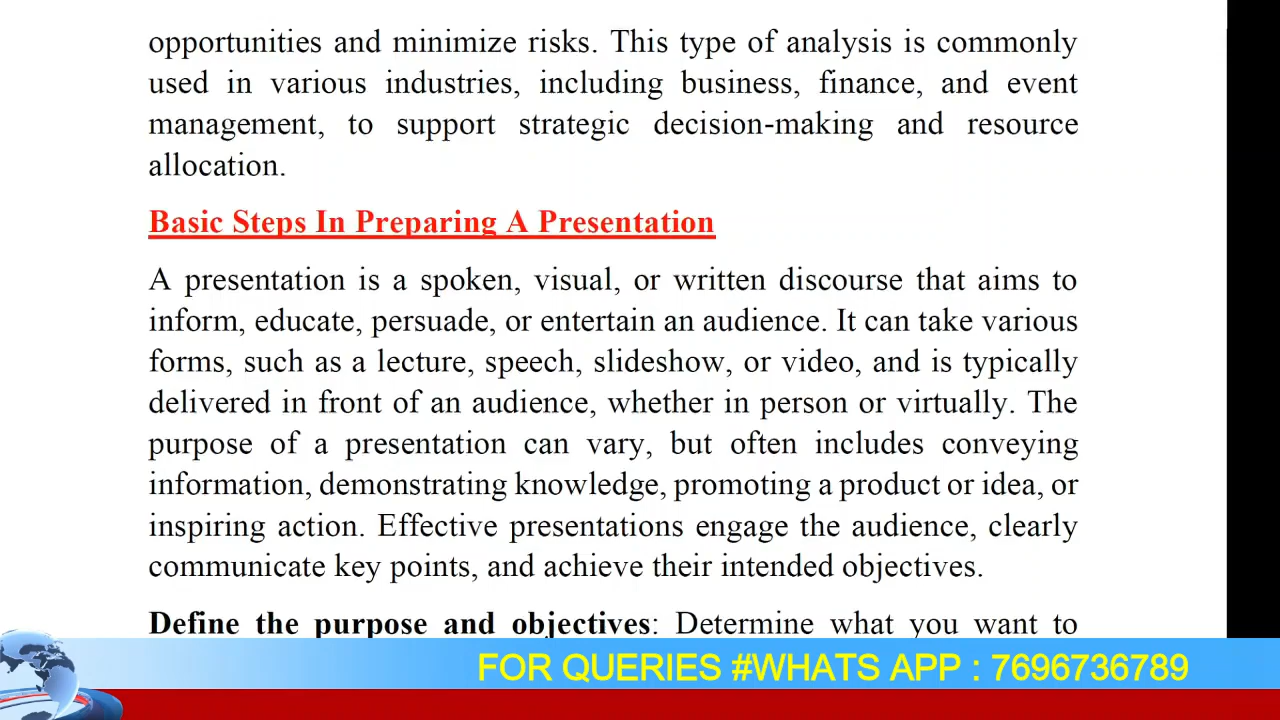 opportunities and minimize risks. This type of analysis is commonly
used in various industries, including business, finance, and event
management, to support strategic decision-making and resource
allocation.
Basic Steps In Preparing A Presentation
A presentation is a spoken, visual, or written discourse that aims to
inform, educate, persuade, or entertain an audience. It can take various
forms, such as a lecture, speech, slideshow, or video, and is typically
delivered in front of an audience, whether in person or virtually. The
purpose of a presentation can vary, but often includes conveying
information, demonstrating knowledge, promoting a product or idea, or
inspiring action. Effective presentations engage the audience, clearly
communicate key points, and achieve their intended objectives.
Define the purpose and objectives: Determine what you want to
FOR QUERIES #WHATS APP : 7696736789